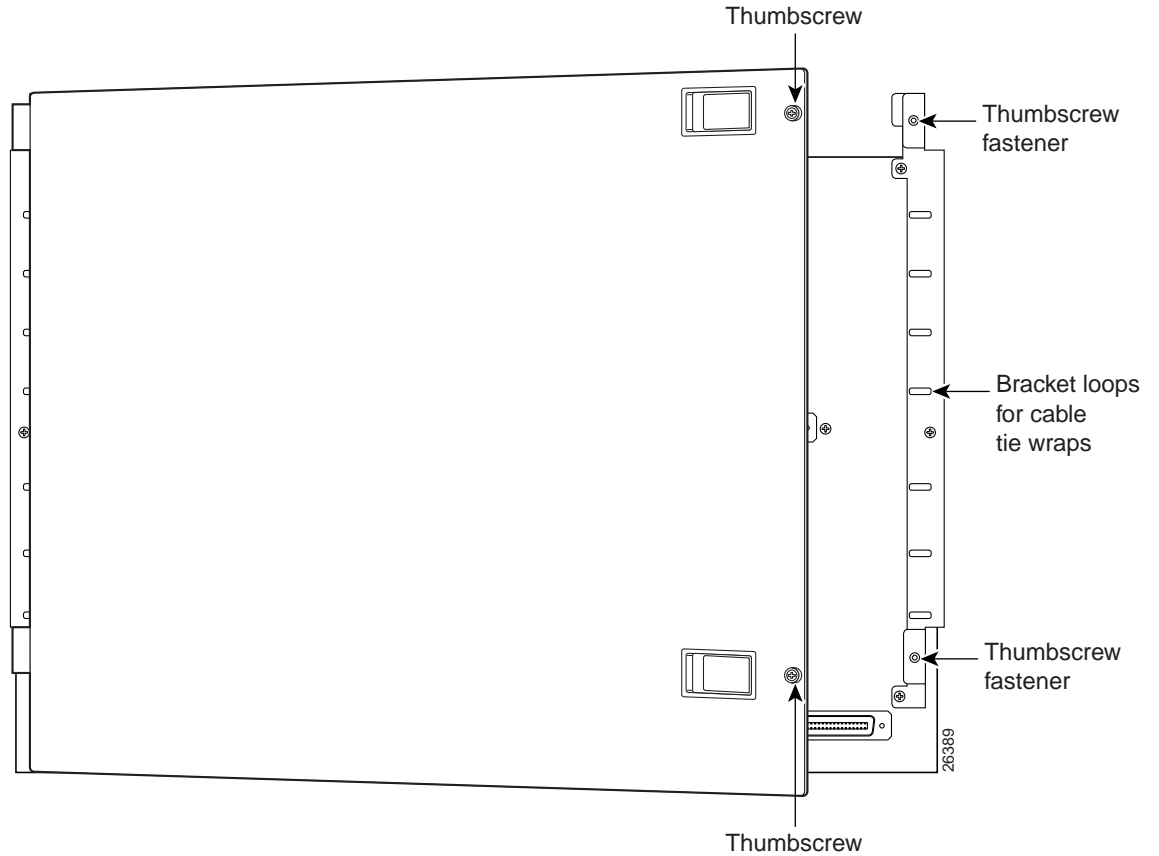 Thumbscrew
Thumbscrew
fastener
Bracket loops
for cable
tie wraps
Thumbscrew
fastener
26389
Thumbscrew